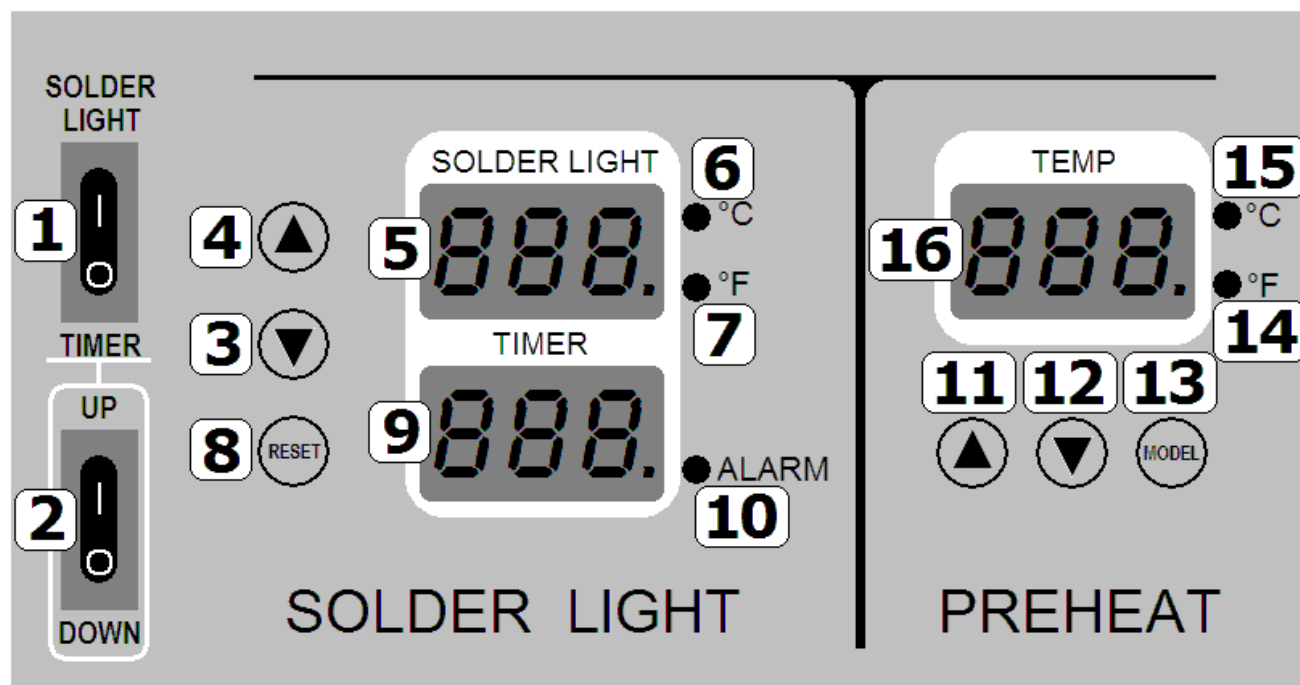 SOLDER
LIGHT
1
TIMER
UP
2
DOWN
4
3
8 RESET
SOLDER LIGHT
5 888.
6
°C
°F
7
TIMER
9 888.
ALARM
10
SOLDER LIGHT
TEMP
16 888.
15
°C
°F
14
11 12 13
MODEL
PREHEAT